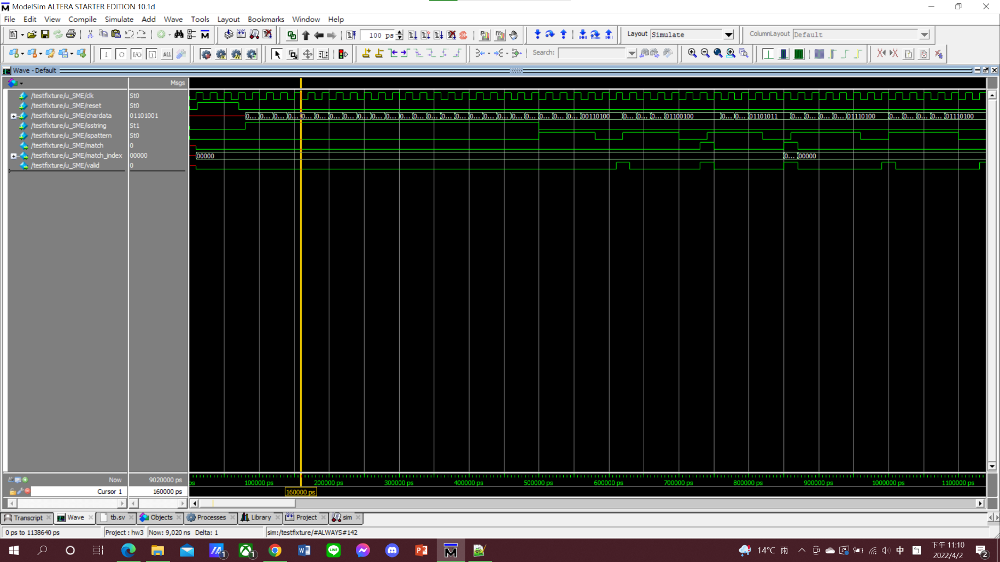 ModelSim ALTERA STARTER EDITION 10.1d
File Edit View Compile Simulate Add Wave Tools Layout Bookmarks Window Help
100 ps Layout Simulate ColumnLayout Default
Search:
Wave - Default
Msgs
/testfixture/u_SME/clk St0
/testfixture/u_SME/reset St0
/testfixture/u_SME/chardata 01101001 0... 0... 0... 0... 0... 0... 0... 0... 0... 0... 0... 0... 0... 0... 0... 0... 0... 0... 0... 0... 0... 0... 0... 0... 00110100 0... 0... 0... 01100100 0... 0... 01101011 0... 0... 0... 0... 01110100 0... 0... 0... 0... 01110100
/testfixture/u_SME/isstring St1
/testfixture/u_SME/ispattern St0
/testfixture/u_SME/match 0
/testfixture/u_SME/match_index 00000 00000 0... 00000
/testfixture/u_SME/valid 0
Now 9020000 ps ps 100000 ps 200000 ps 300000 ps 400000 ps 500000 ps 600000 ps 700000 ps 800000 ps 900000 ps 1000000 ps 1100000 ps
Cursor 1 160000 ps 160000 ps
Transcript Wave tb.sv Objects Processes Library Project sim
0 ps to 1138640 ps Project : hw3 Now: 9,020 ns Delta: 1 sim:/testfixture/#ALWAYS#142
14°C 雨 中 下午 11:10
2022/4/2 2